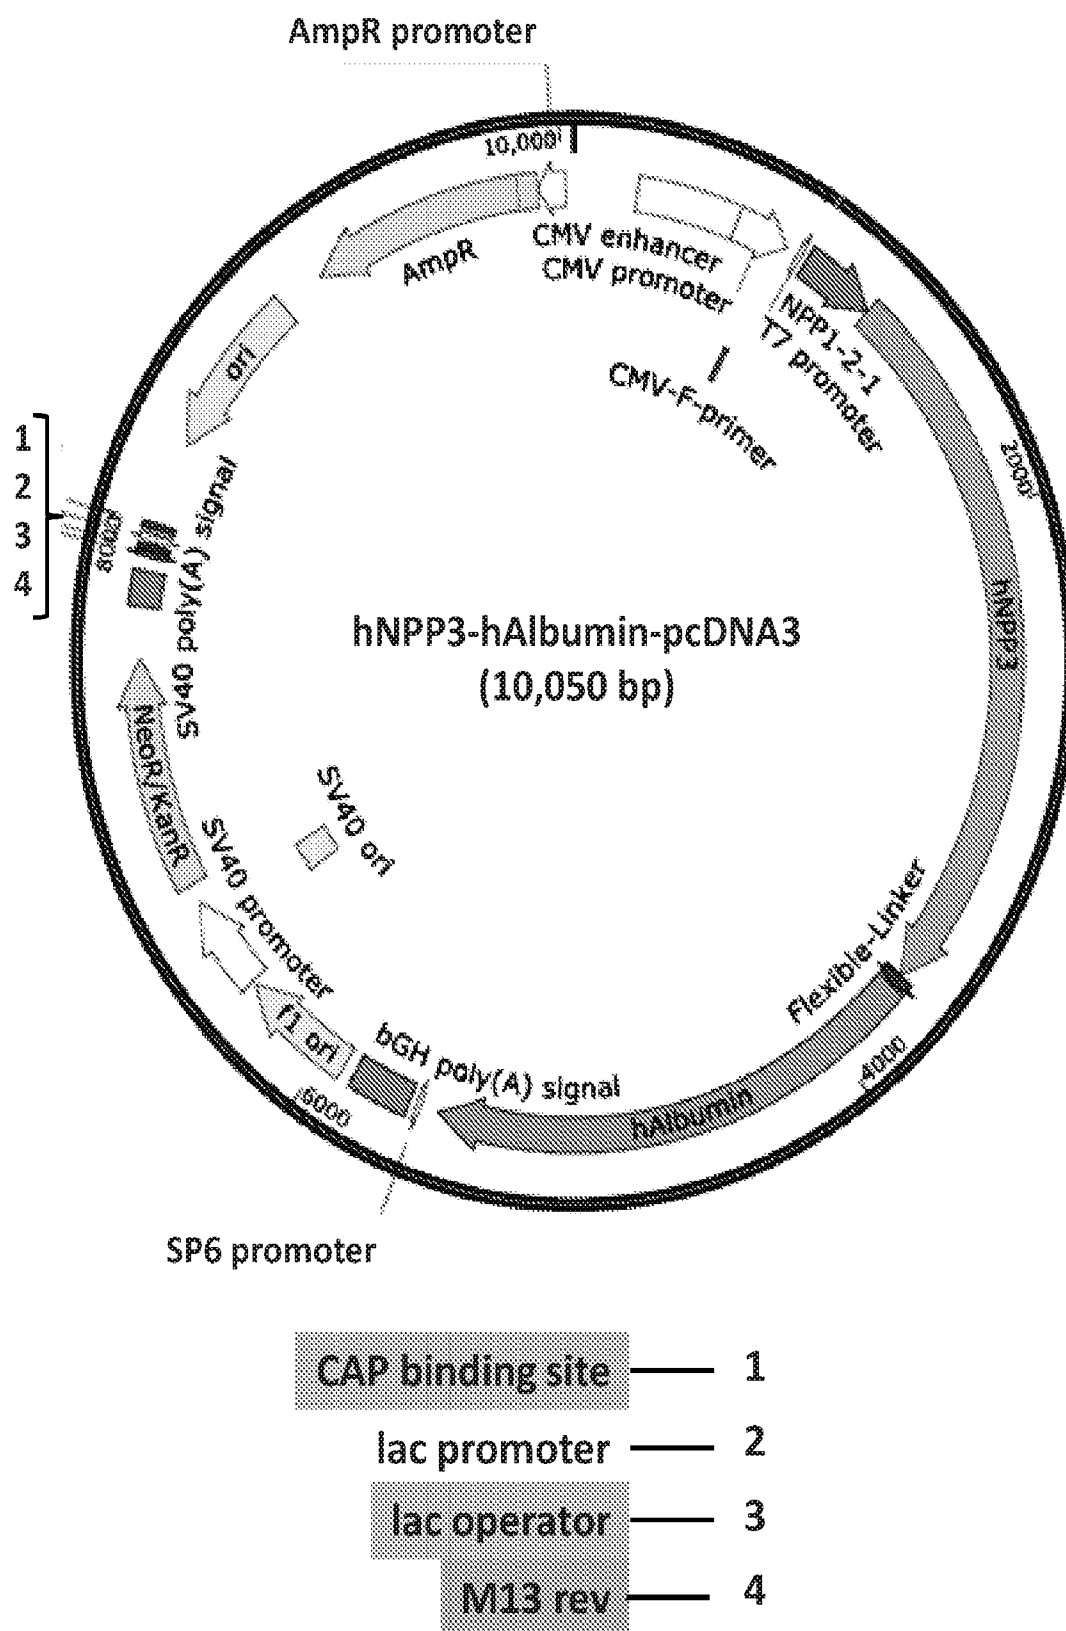 AmpR promoter
10,000
CMV enhancer
CMV promoter
AmpR
NPP1-2-1
T7 promoter
CMV-F-primer
ori
2000
1
2
3
4
8000
SV40 poly(A) signal
hNPP3
hNPP3-hAlbumin-pcDNA3
(10,050 bp)
NeoR/KanR
SV40 ori
SV40 promoter
Flexible-Linker
f1 ori
bGH poly(A) signal
4000
6000
hAlbumin
SP6 promoter
CAP binding site 1
lac promoter 2
lac operator 3
M13 rev 4